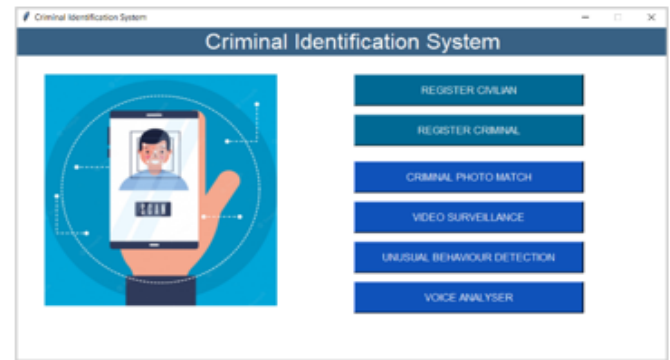 Criminal Identification System
Criminal Identification System
SCAN
REGISTER CIVILIAN
REGISTER CRIMINAL
CRIMINAL PHOTO MATCH
VIDEO SURVEILLANCE
UNUSUAL BEHAVIOUR DETECTION
VOICE ANALYSER